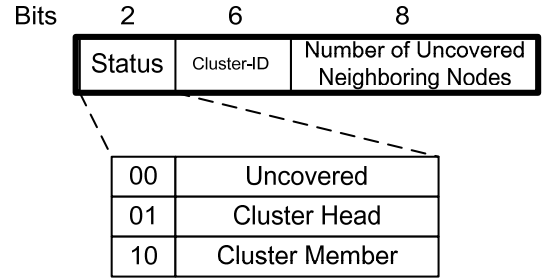 Bits 2 6 8
Status Cluster-ID Number of Uncovered
Neighboring Nodes
00 Uncovered
01 Cluster Head
10 Cluster Member